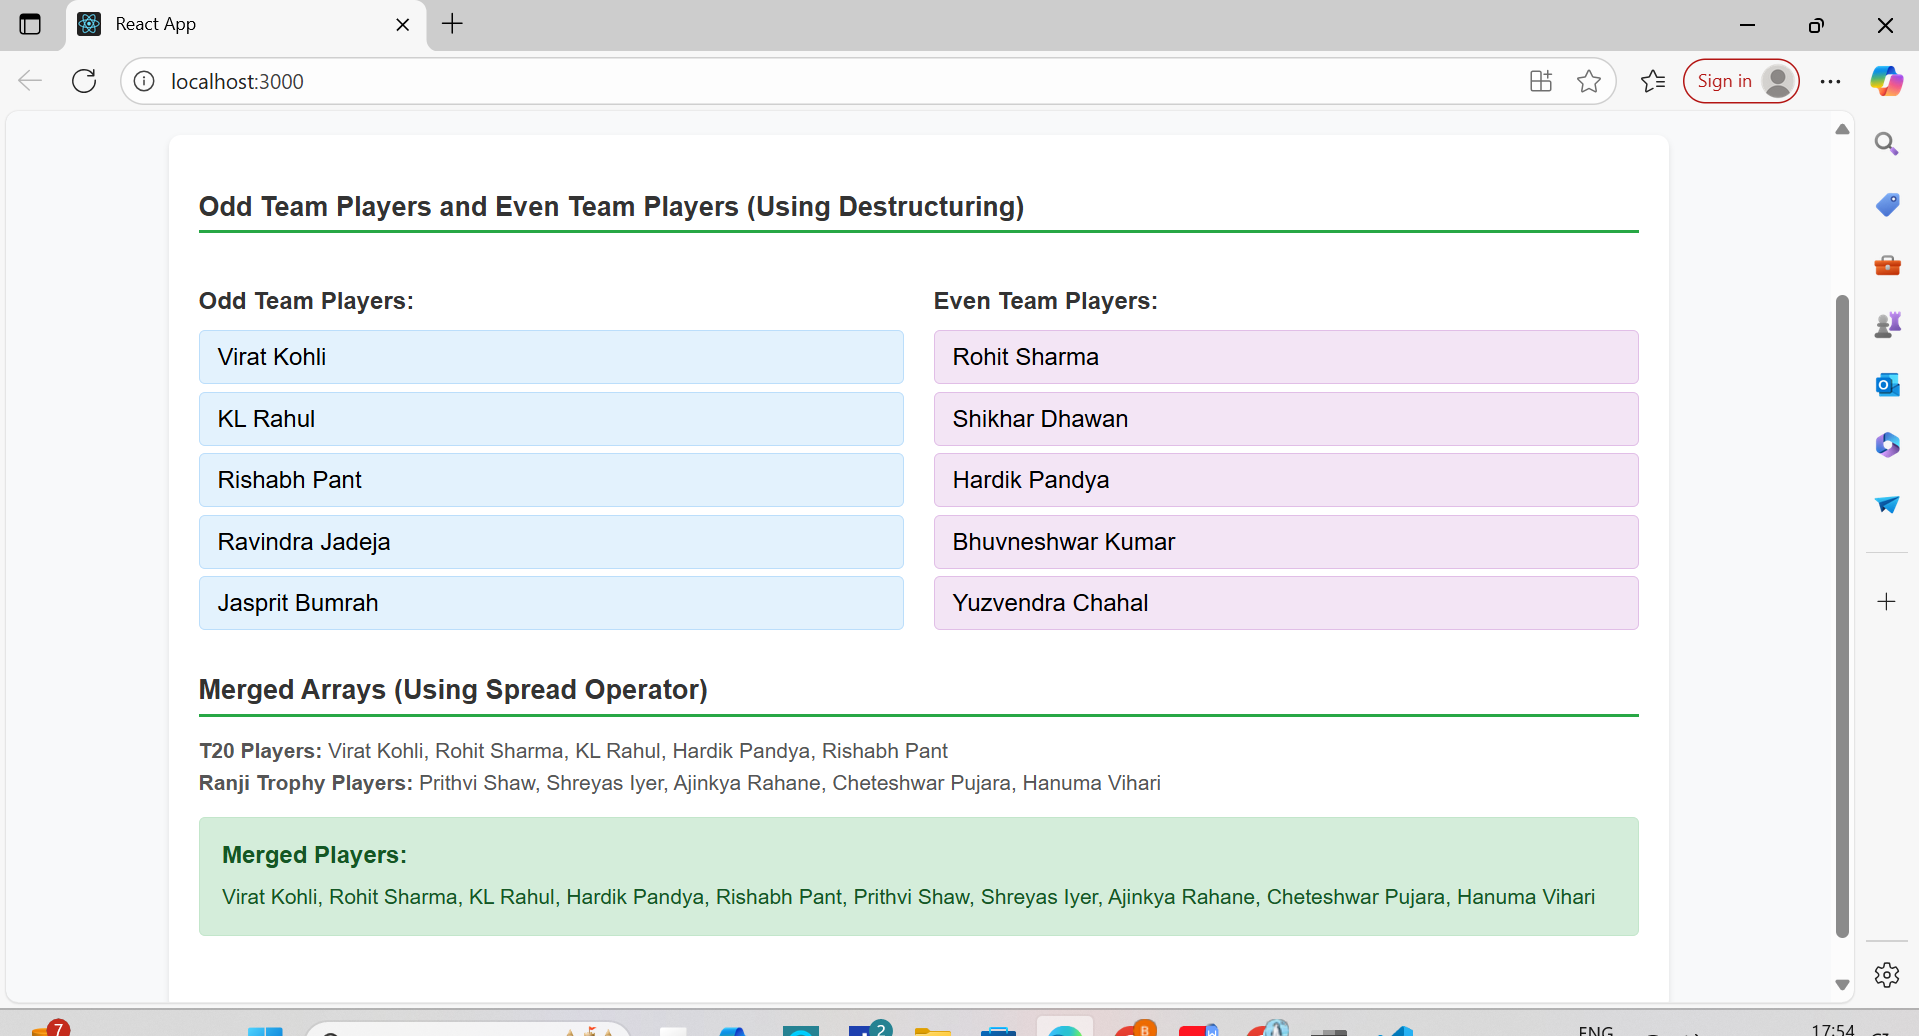 React App
localhost:3000
Sign in
Odd Team Players and Even Team Players (Using Destructuring)
Odd Team Players:
Virat Kohli
KL Rahul
Rishabh Pant
Ravindra Jadeja
Jasprit Bumrah
Even Team Players:
Rohit Sharma
Shikhar Dhawan
Hardik Pandya
Bhuvneshwar Kumar
Yuzvendra Chahal
Merged Arrays (Using Spread Operator)
T20 Players: Virat Kohli, Rohit Sharma, KL Rahul, Hardik Pandya, Rishabh Pant
Ranji Trophy Players: Prithvi Shaw, Shreyas Iyer, Ajinkya Rahane, Cheteshwar Pujara, Hanuma Vihari
Merged Players:
Virat Kohli, Rohit Sharma, KL Rahul, Hardik Pandya, Rishabh Pant, Prithvi Shaw, Shreyas Iyer, Ajinkya Rahane, Cheteshwar Pujara, Hanuma Vihari
7
2
B
ENG
17:54